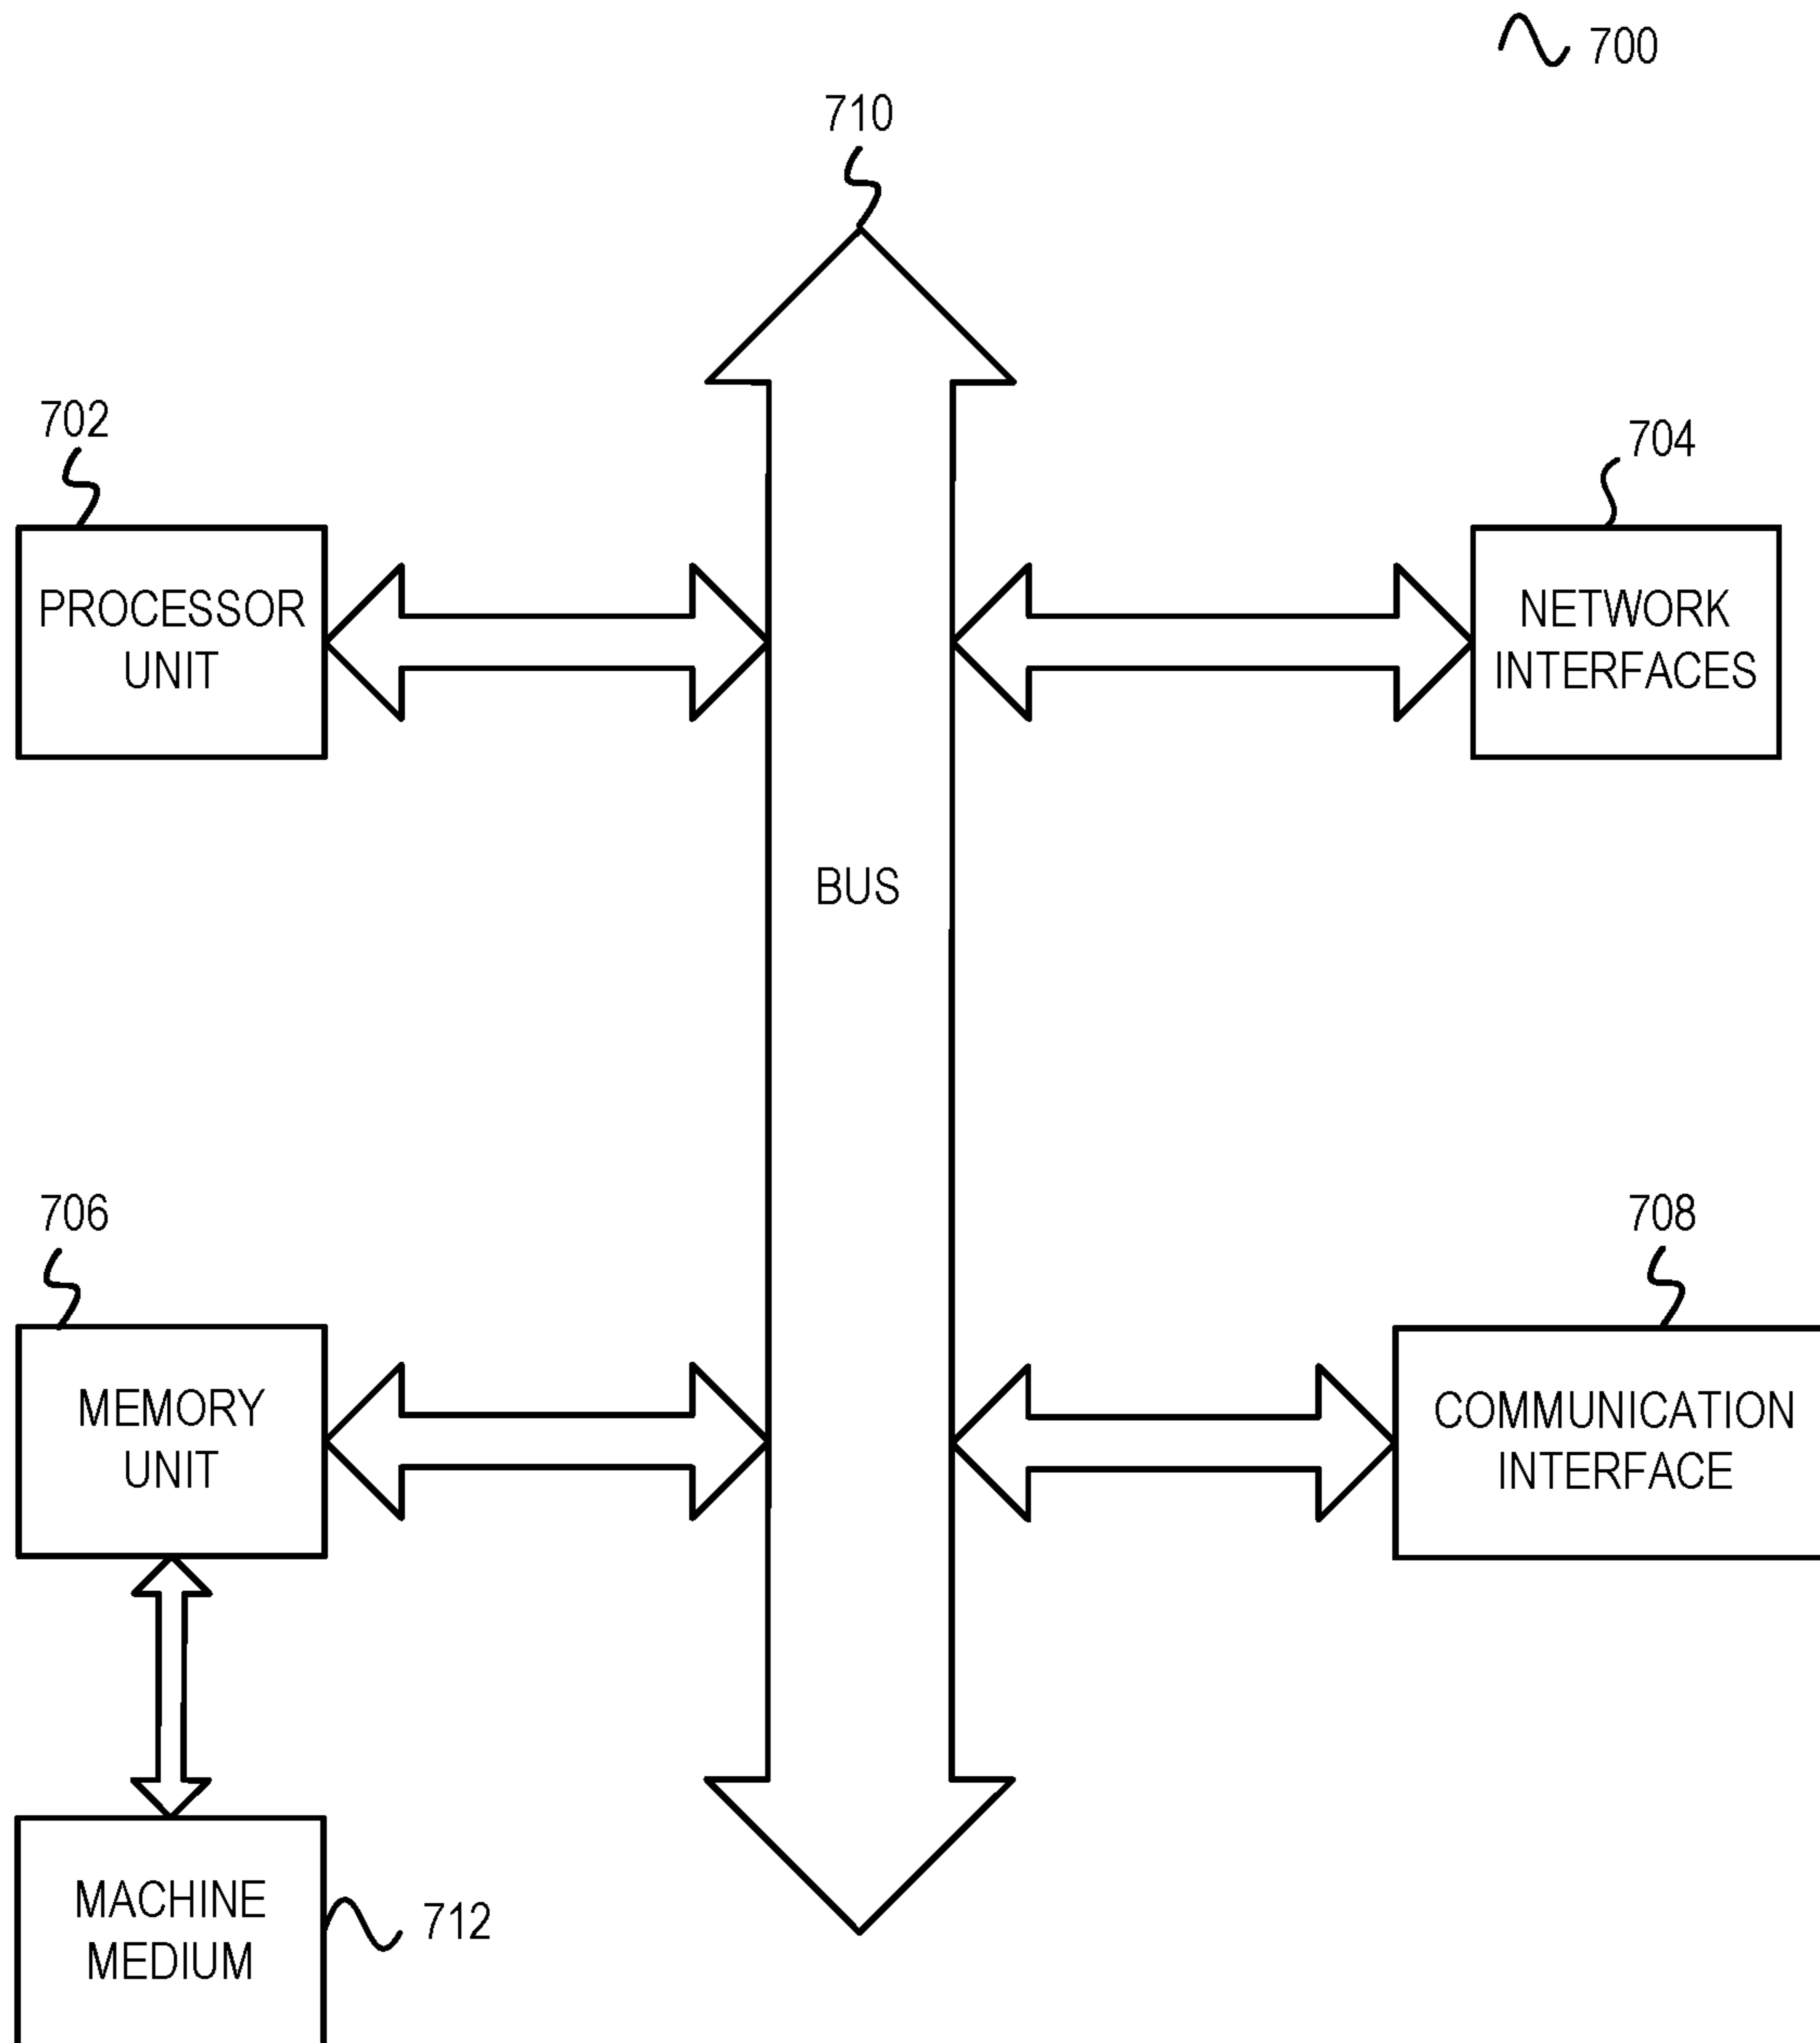 700
710
702
704
PROCESSOR
UNIT
NETWORK
INTERFACES
BUS
706
708
MEMORY
UNIT
COMMUNICATION
INTERFACE
MACHINE
MEDIUM
712